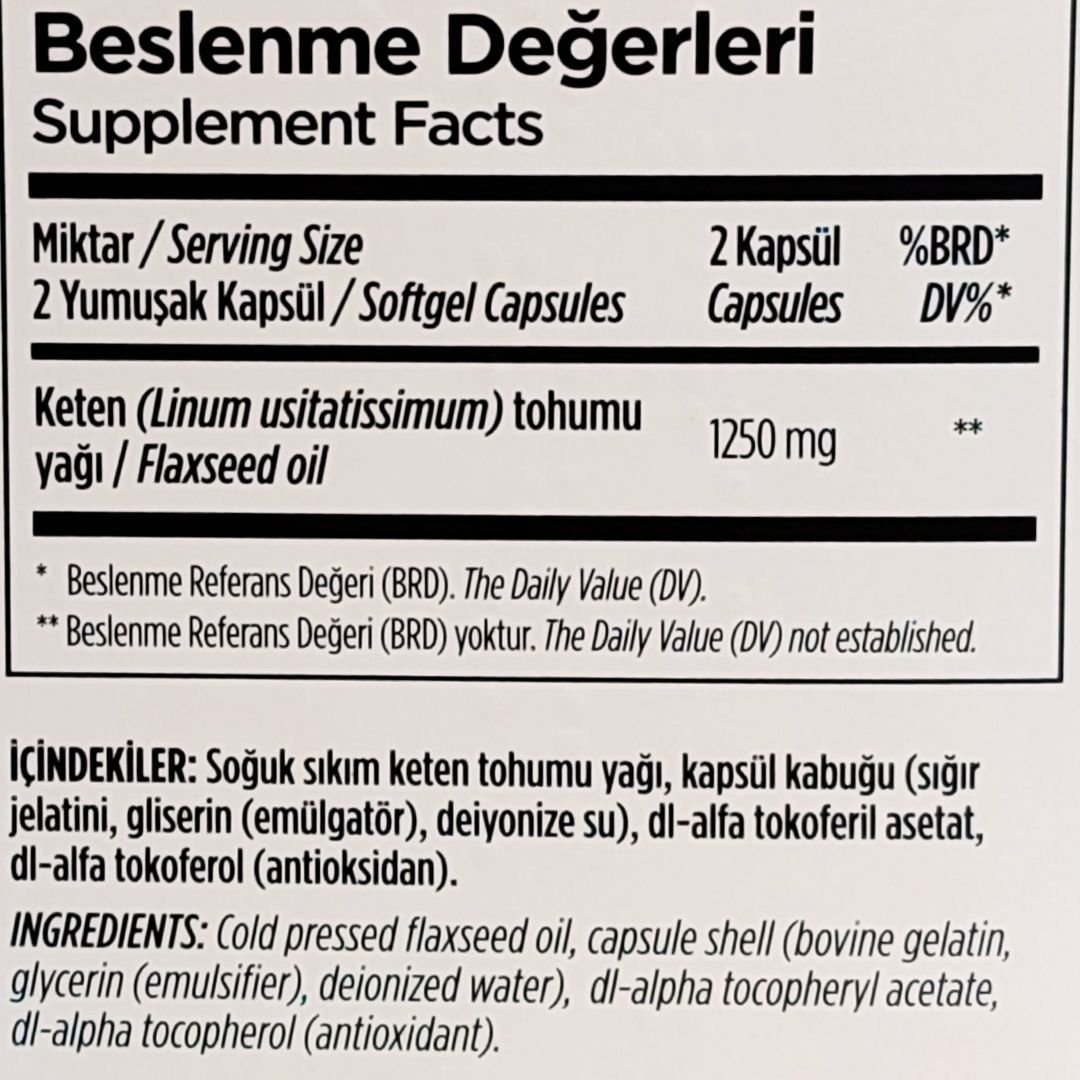 Beslenme Değerleri
Supplement Facts
Miktar / Serving Size 2 Kapsül %BRD*
2 Yumuşak Kapsül / Softgel Capsules Capsules DV%*
Keten (Linum usitatissimum) tohumu
yağı / Flaxseed oil 1250 mg **
* Beslenme Referans Değeri (BRD). The Daily Value (DV).
** Beslenme Referans Değeri (BRD) yoktur. The Daily Value (DV) not established.
İÇİNDEKİLER: Soğuk sıkım keten tohumu yağı, kapsül kabuğu (sığır
jelatini, gliserin (emülgatör), deiyonize su), dl-alfa tokoferil asetat,
dl-alfa tokoferol (antioksidan).
INGREDIENTS: Cold pressed flaxseed oil, capsule shell (bovine gelatin,
glycerin (emulsifier), deionized water), dl-alpha tocopheryl acetate,
dl-alpha tocopherol (antioxidant).